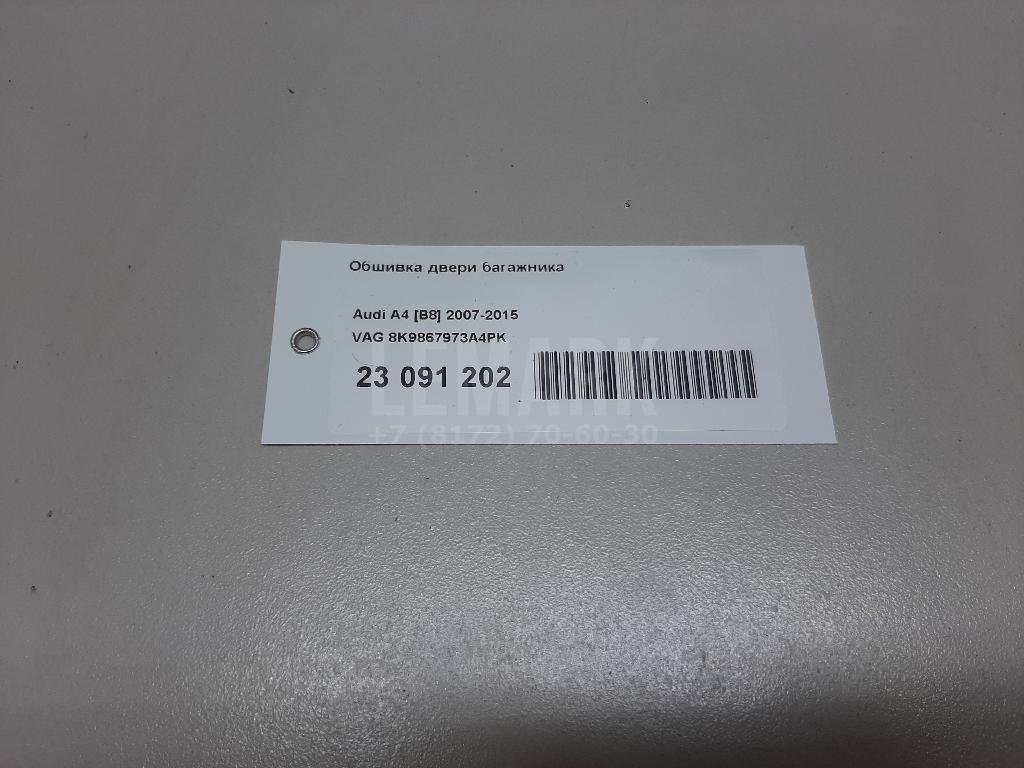 Обшивка двери багажника
Audi A4 [B8] 2007-2015
VAG 8K9867973A4PK
23 091 202
LEMARK
+7 (8172) 70-60-30